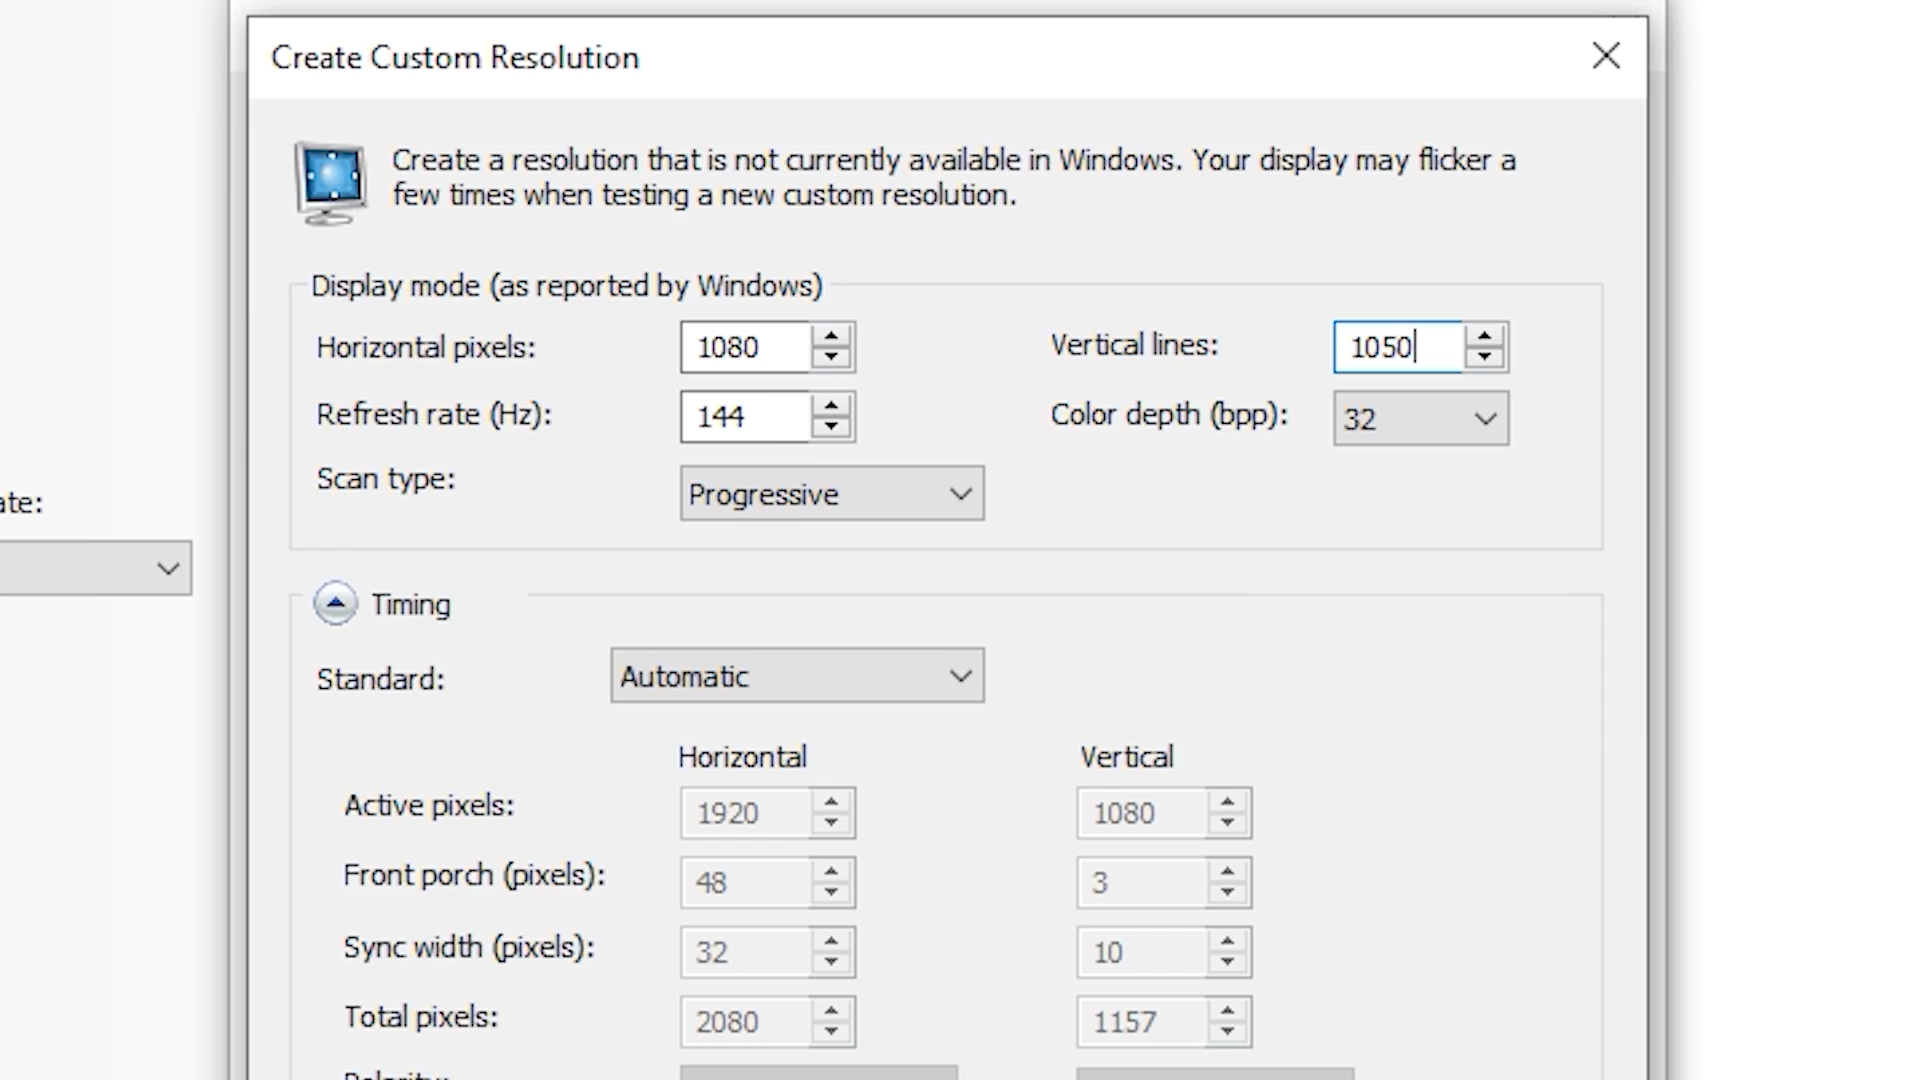 Create Custom Resolution
Create a resolution that is not currently available in Windows. Your display may flicker a
few times when testing a new custom resolution.
Display mode (as reported by Windows)
Horizontal pixels: 1080 Vertical lines: 1050
Refresh rate (Hz): 144 Color depth (bpp): 32
Scan type: Progressive
ate:
Timing
Standard: Automatic
Horizontal Vertical
Active pixels: 1920 1080
Front porch (pixels): 48 3
Sync width (pixels): 32 10
Total pixels: 2080 1157